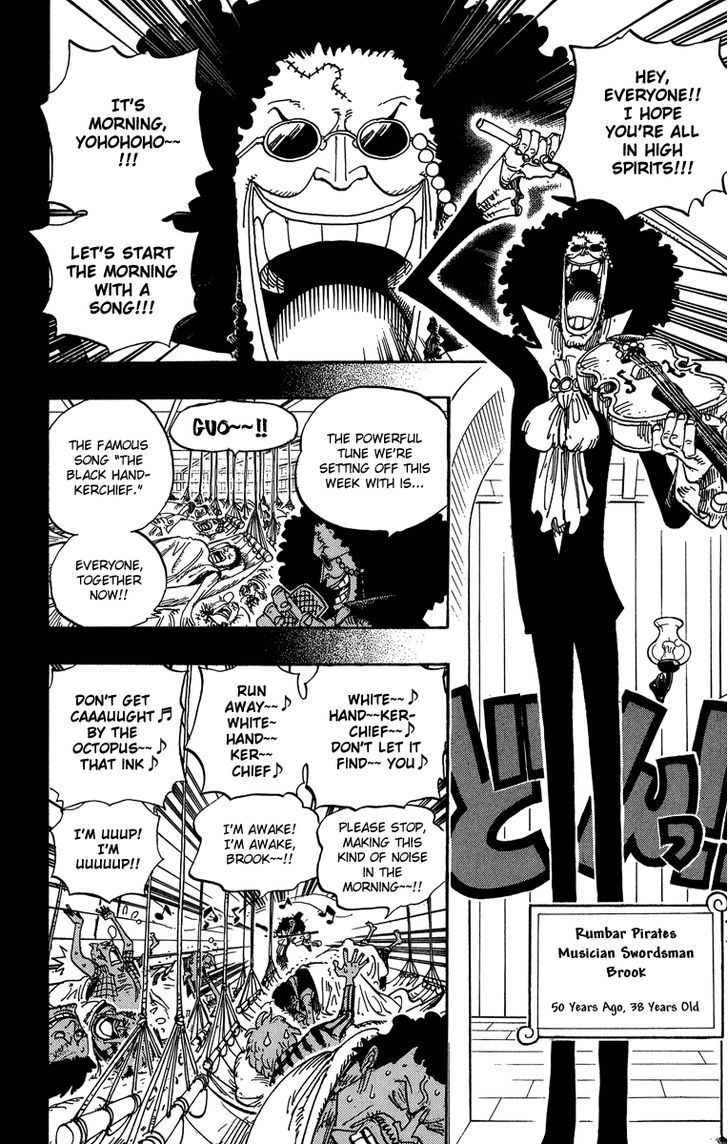 HEY,
EVERYONE!!
I HOPE
YOU'RE ALL
IN HIGH
SPIRITS!!!
IT'S
MORNING,
YOHOHOHO~~
!!!
LET'S START
THE MORNING
WITH A
SONG!!!
どーん!!
Rumbar Pirates
Musician Swordsman
Brook
50 Years Ago, 38 Years Old
THE POWERFUL
TUNE WE'RE
SETTING OFF THIS
WEEK WITH IS...
GUO~~!!
THE FAMOUS
SONG "THE
BLACK HAND-
KERCHIEF."
EVERYONE,
TOGETHER
NOW!!
WHITE~~♪
HAND~~KER-
CHIEF~~♪
DON'T LET IT
FIND~~ YOU♪
RUN
AWAY~~♪
WHITE~
HAND~~
KER~~
CHIEF♪
DON'T GET
CAAAUUGHT♬
BY THE
OCTOPUS~~♪
THAT INK♪
PLEASE STOP,
MAKING THIS
KIND OF NOISE
IN THE
MORNING~~!!
I'M AWAKE!
I'M AWAKE,
BROOK~~!!
I'M UUUP!
I'M
UUUUUP!!